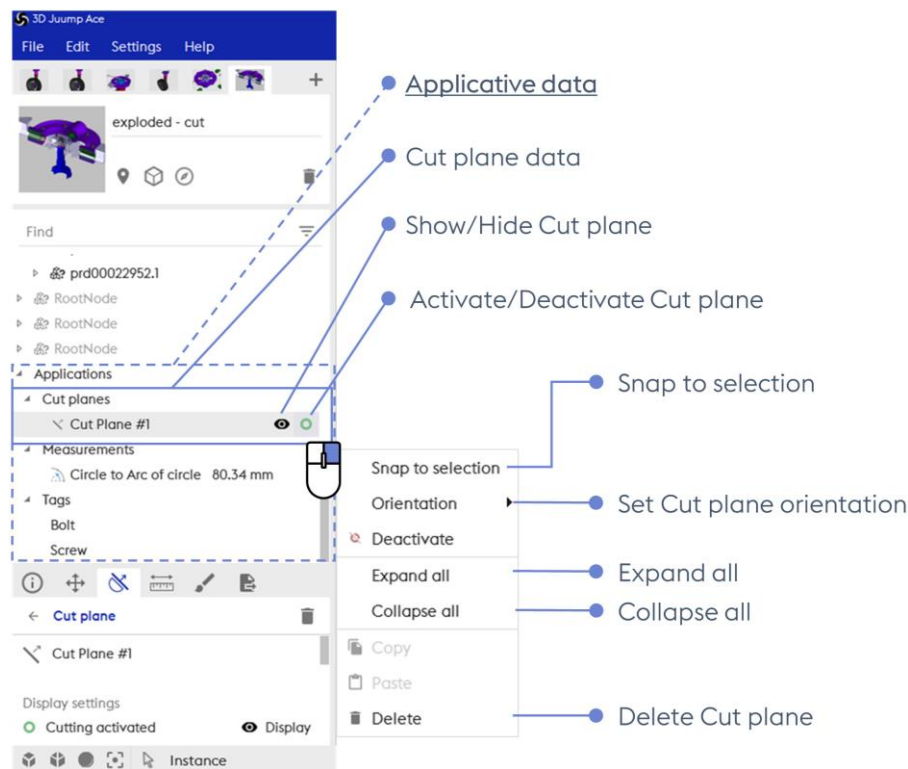 3D Juump Ace
File Edit Settings Help
exploded - cut
Find
prd00022952.1
RootNode
RootNode
RootNode
Applications
Cut planes
Cut Plane #1
Measurements
Circle to Arc of circle 80.34 mm
Tags
Bolt
Screw
Cut plane
Cut Plane #1
Display settings
Cutting activated Display
Instance
Snap to selection
Orientation
Deactivate
Expand all
Collapse all
Copy
Paste
Delete
Applicative data
Cut plane data
Show/Hide Cut plane
Activate/Deactivate Cut plane
Snap to selection
Set Cut plane orientation
Expand all
Collapse all
Delete Cut plane